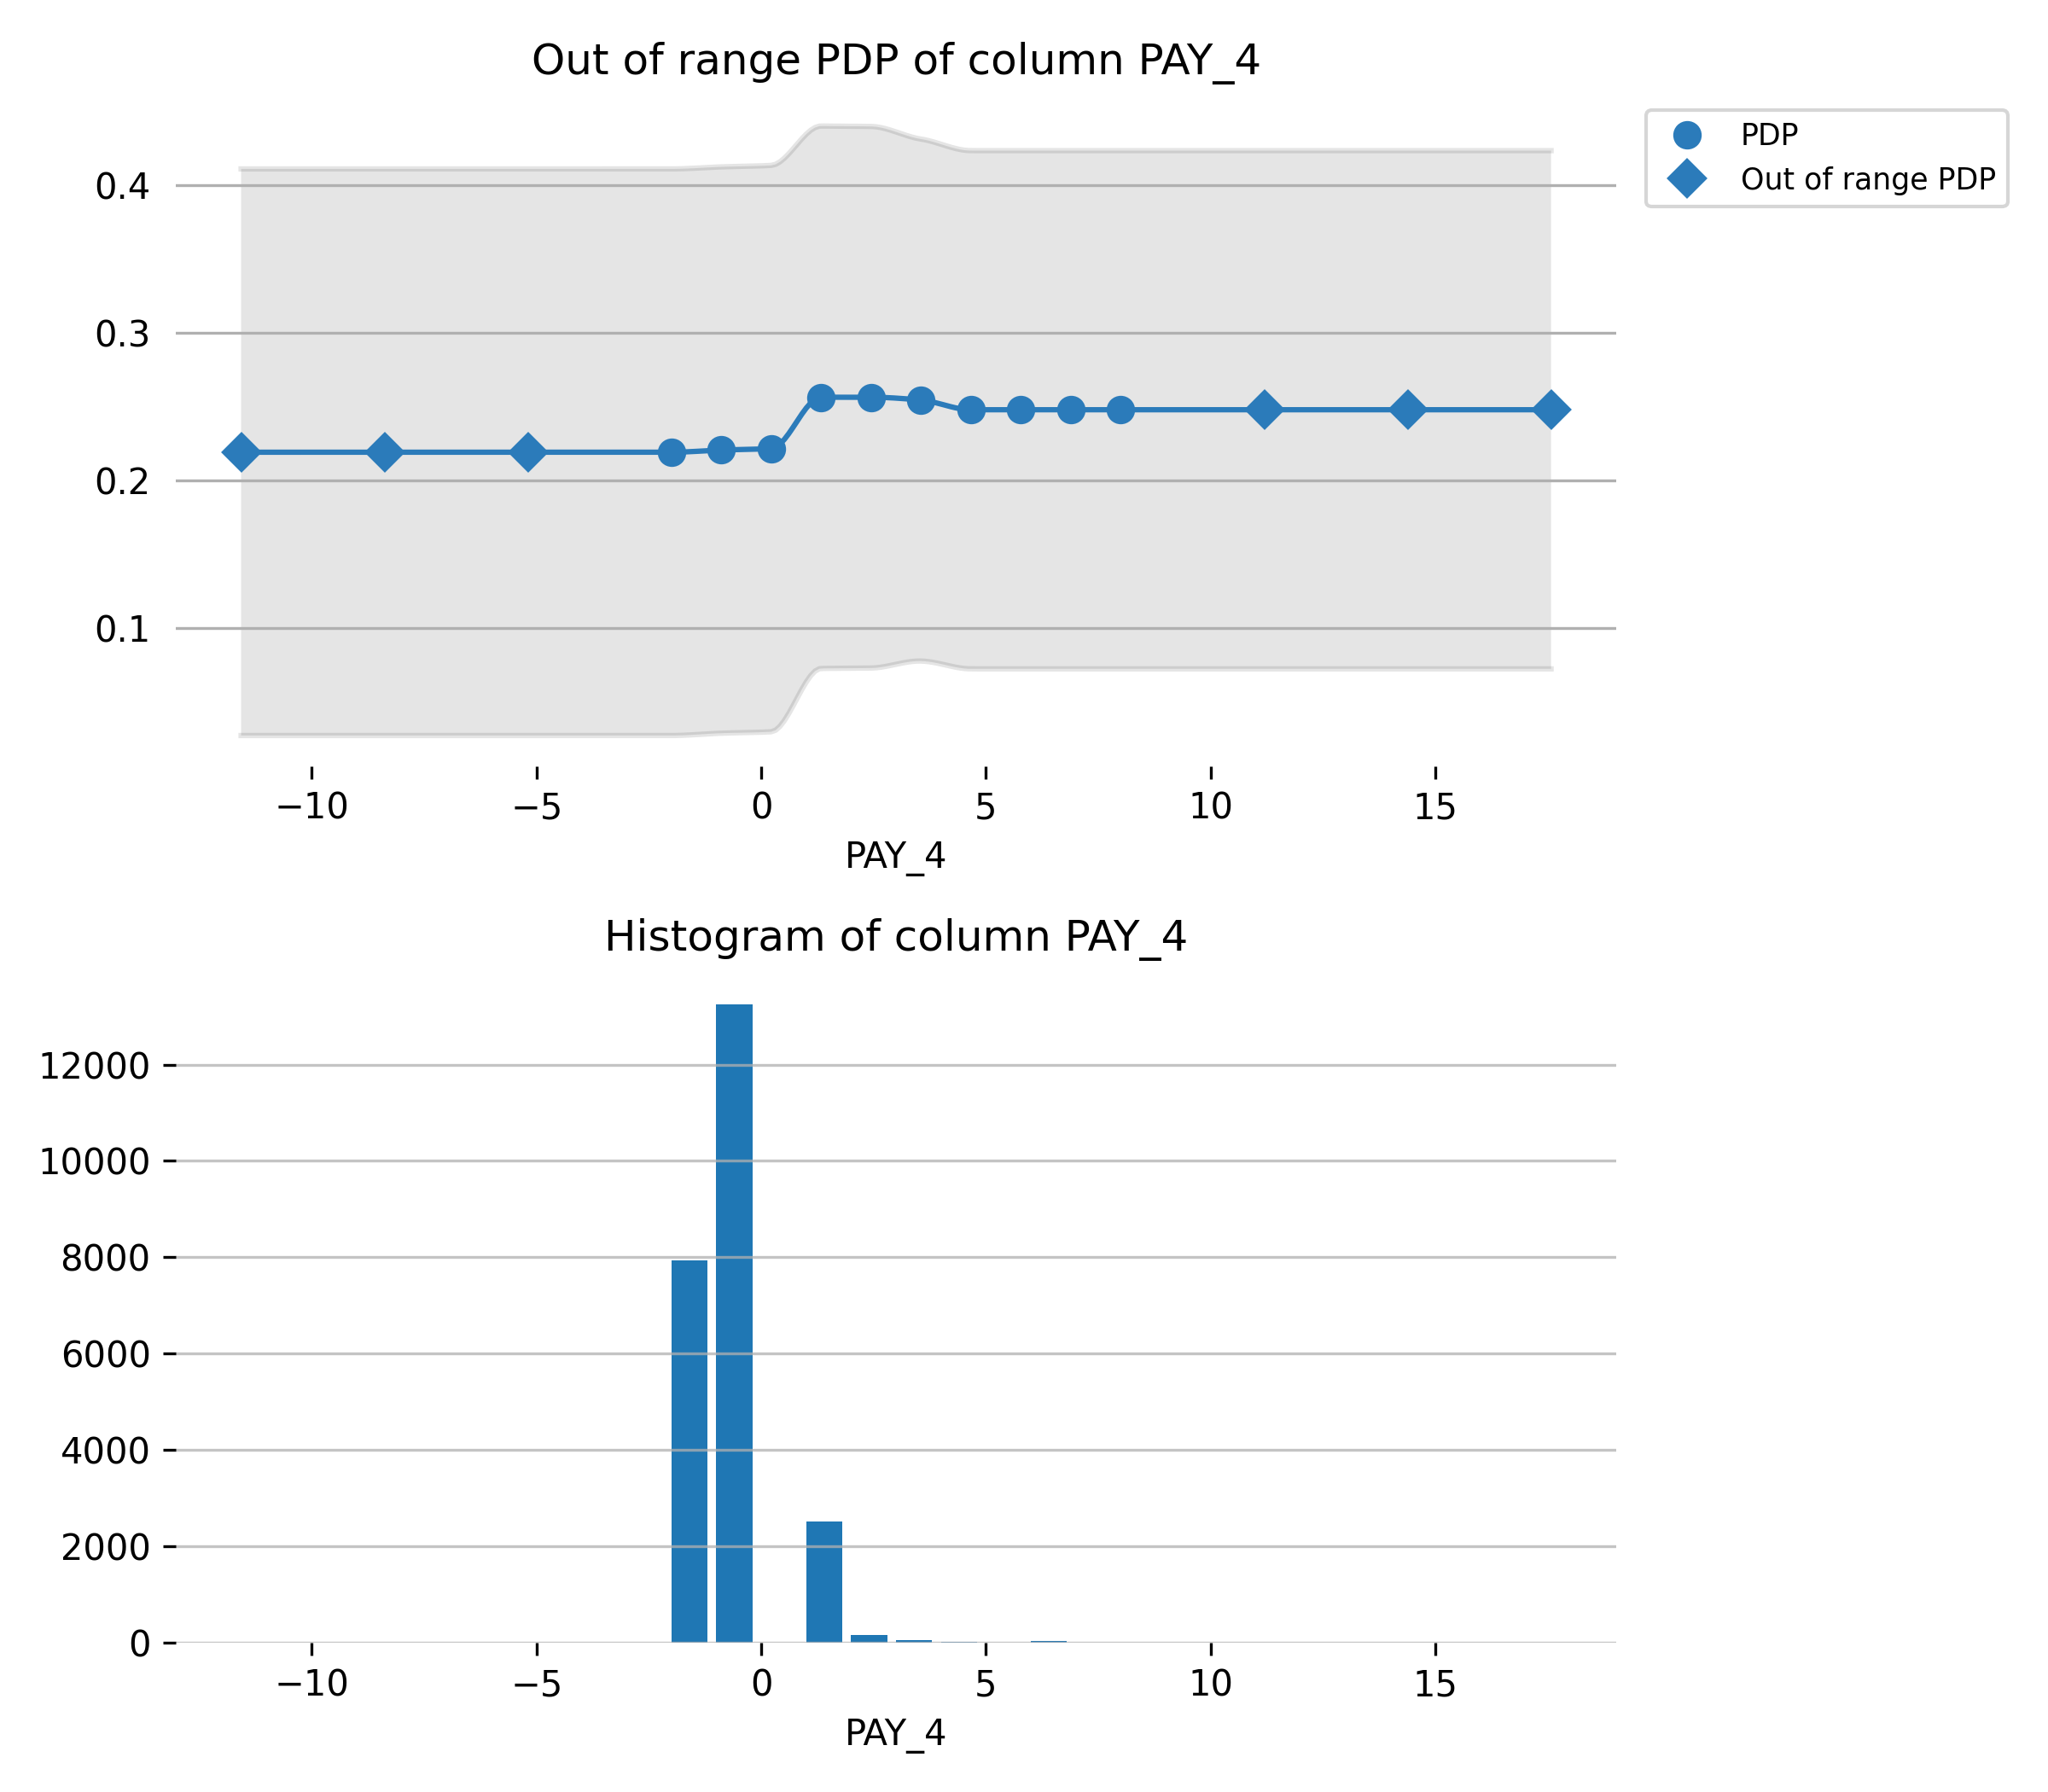 Out of range PDP of column PAY_4
PDP
Out of range PDP
0.4
0.3
0.2
0.1
−10 −5 0 5 10 15
PAY_4
Histogram of column PAY_4
12000
10000
8000
6000
4000
2000
0
−10 −5 0 5 10 15
PAY_4